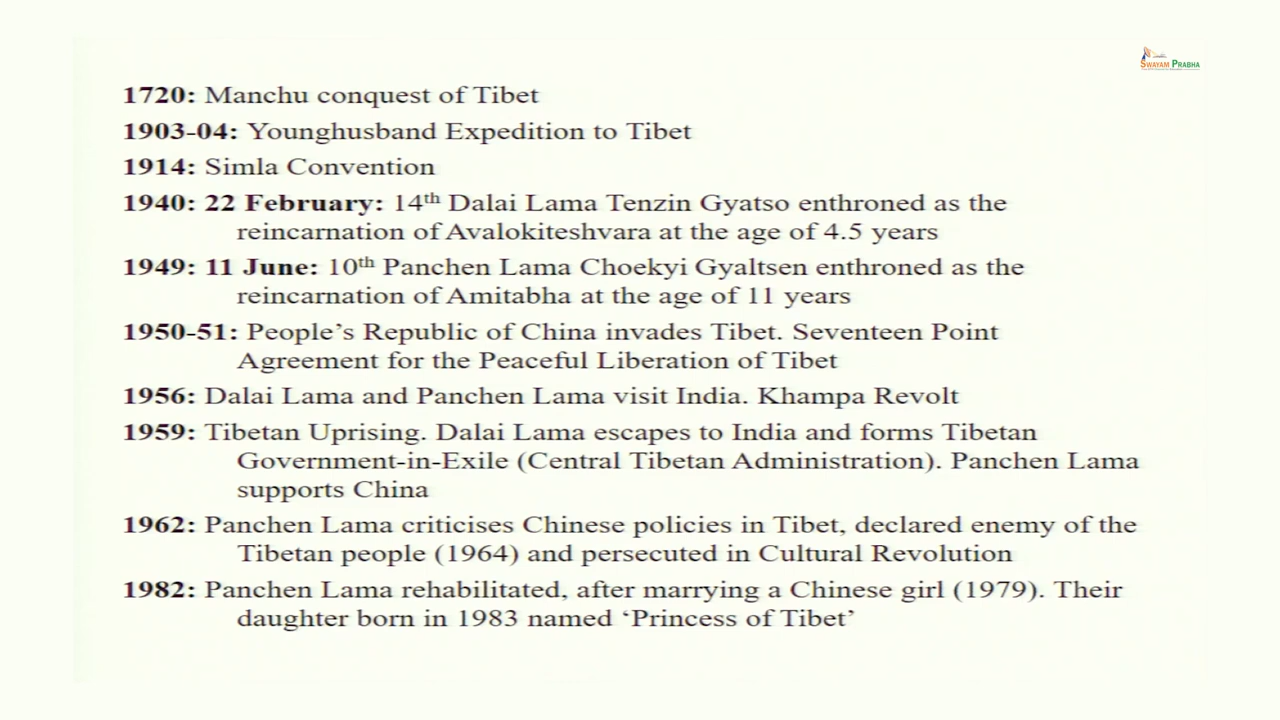 SWAYAM PRABHA
1720: Manchu conquest of Tibet
1903-04: Younghusband Expedition to Tibet
1914: Simla Convention
1940: 22 February: 14th Dalai Lama Tenzin Gyatso enthroned as the
reincarnation of Avalokiteshvara at the age of 4.5 years
1949: 11 June: 10th Panchen Lama Choekyi Gyaltsen enthroned as the
reincarnation of Amitabha at the age of 11 years
1950-51: People's Republic of China invades Tibet. Seventeen Point
Agreement for the Peaceful Liberation of Tibet
1956: Dalai Lama and Panchen Lama visit India. Khampa Revolt
1959: Tibetan Uprising. Dalai Lama escapes to India and forms Tibetan
Government-in-Exile (Central Tibetan Administration). Panchen Lama
supports China
1962: Panchen Lama criticises Chinese policies in Tibet, declared enemy of the
Tibetan people (1964) and persecuted in Cultural Revolution
1982: Panchen Lama rehabilitated, after marrying a Chinese girl (1979). Their
daughter born in 1983 named ‘Princess of Tibet’